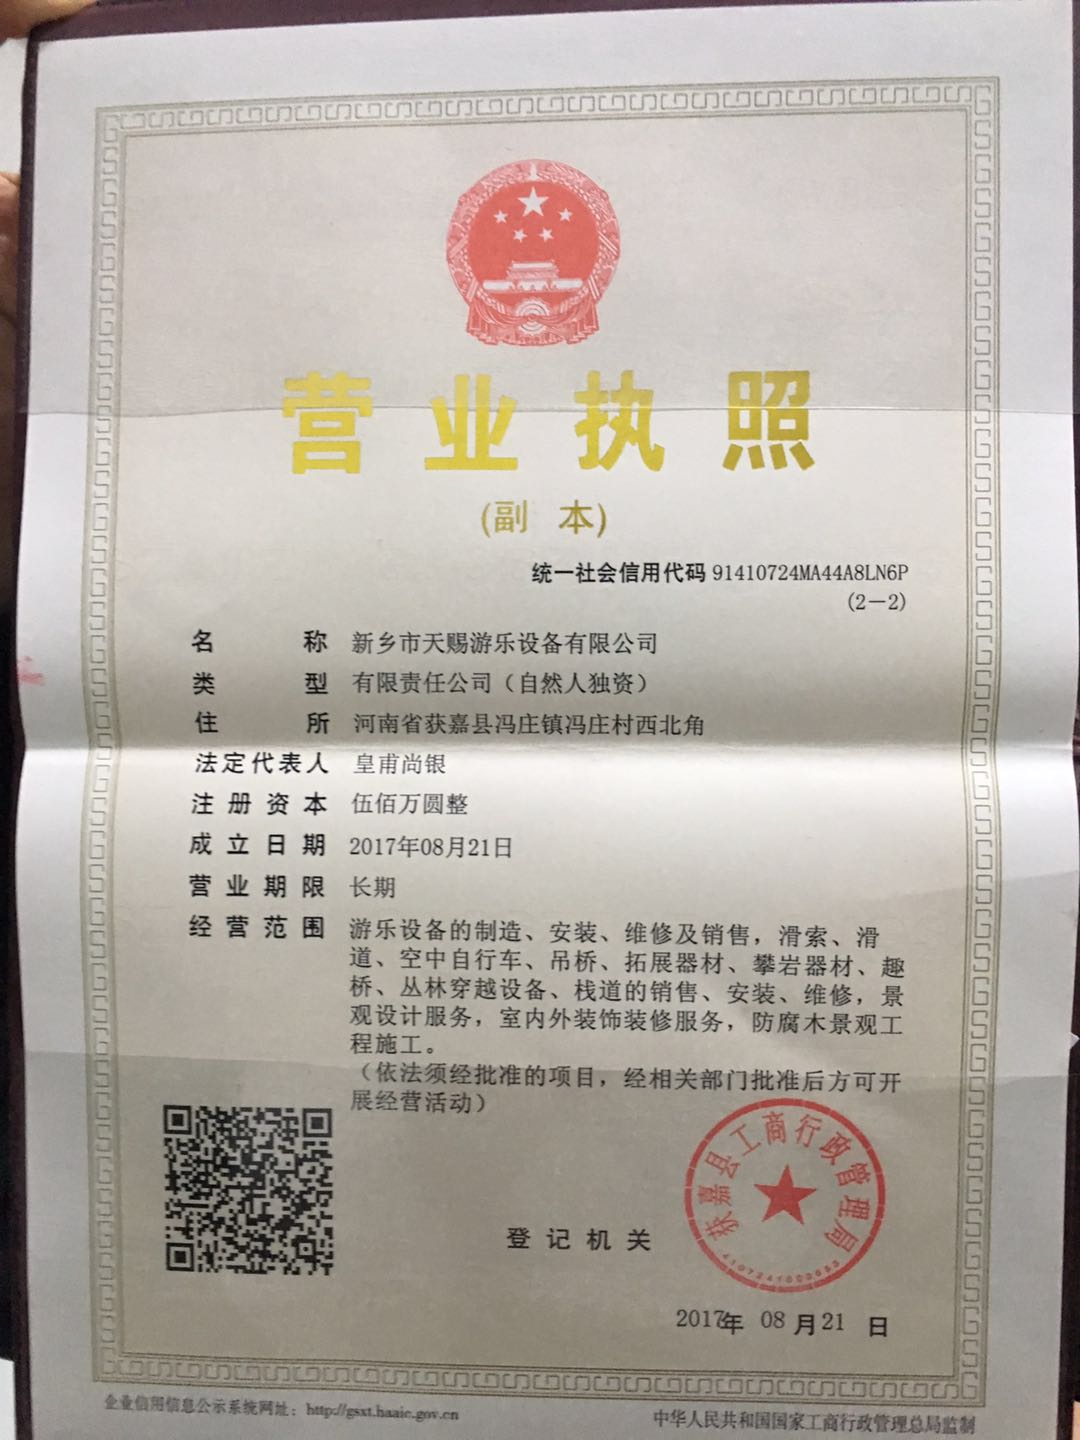 营业执照
(副 本)
统一社会信用代码 91410724MA44A8LN6P
(2－2)
名 称 新乡市天赐游乐设备有限公司
类 型 有限责任公司（自然人独资）
住 所 河南省获嘉县冯庄镇冯庄村西北角
法定代表人 皇甫尚银
注册资本 伍佰万圆整
成立日期 2017年08月21日
营业期限 长期
经营范围 游乐设备的制造、安装、维修及销售，滑索、滑
道、空中自行车、吊桥、拓展器材、攀岩器材、趣
桥、丛林穿越设备、栈道的销售、安装、维修，景
观设计服务，室内外装饰装修服务，防腐木景观工
程施工。
（依法须经批准的项目，经相关部门批准后方可开
展经营活动）
获嘉县工商行政管理局
登记机关
2017年 08 月 21 日
企业信用信息公示系统网址：http://gsxt.haaic.gov.cn
中华人民共和国国家工商行政管理总局监制